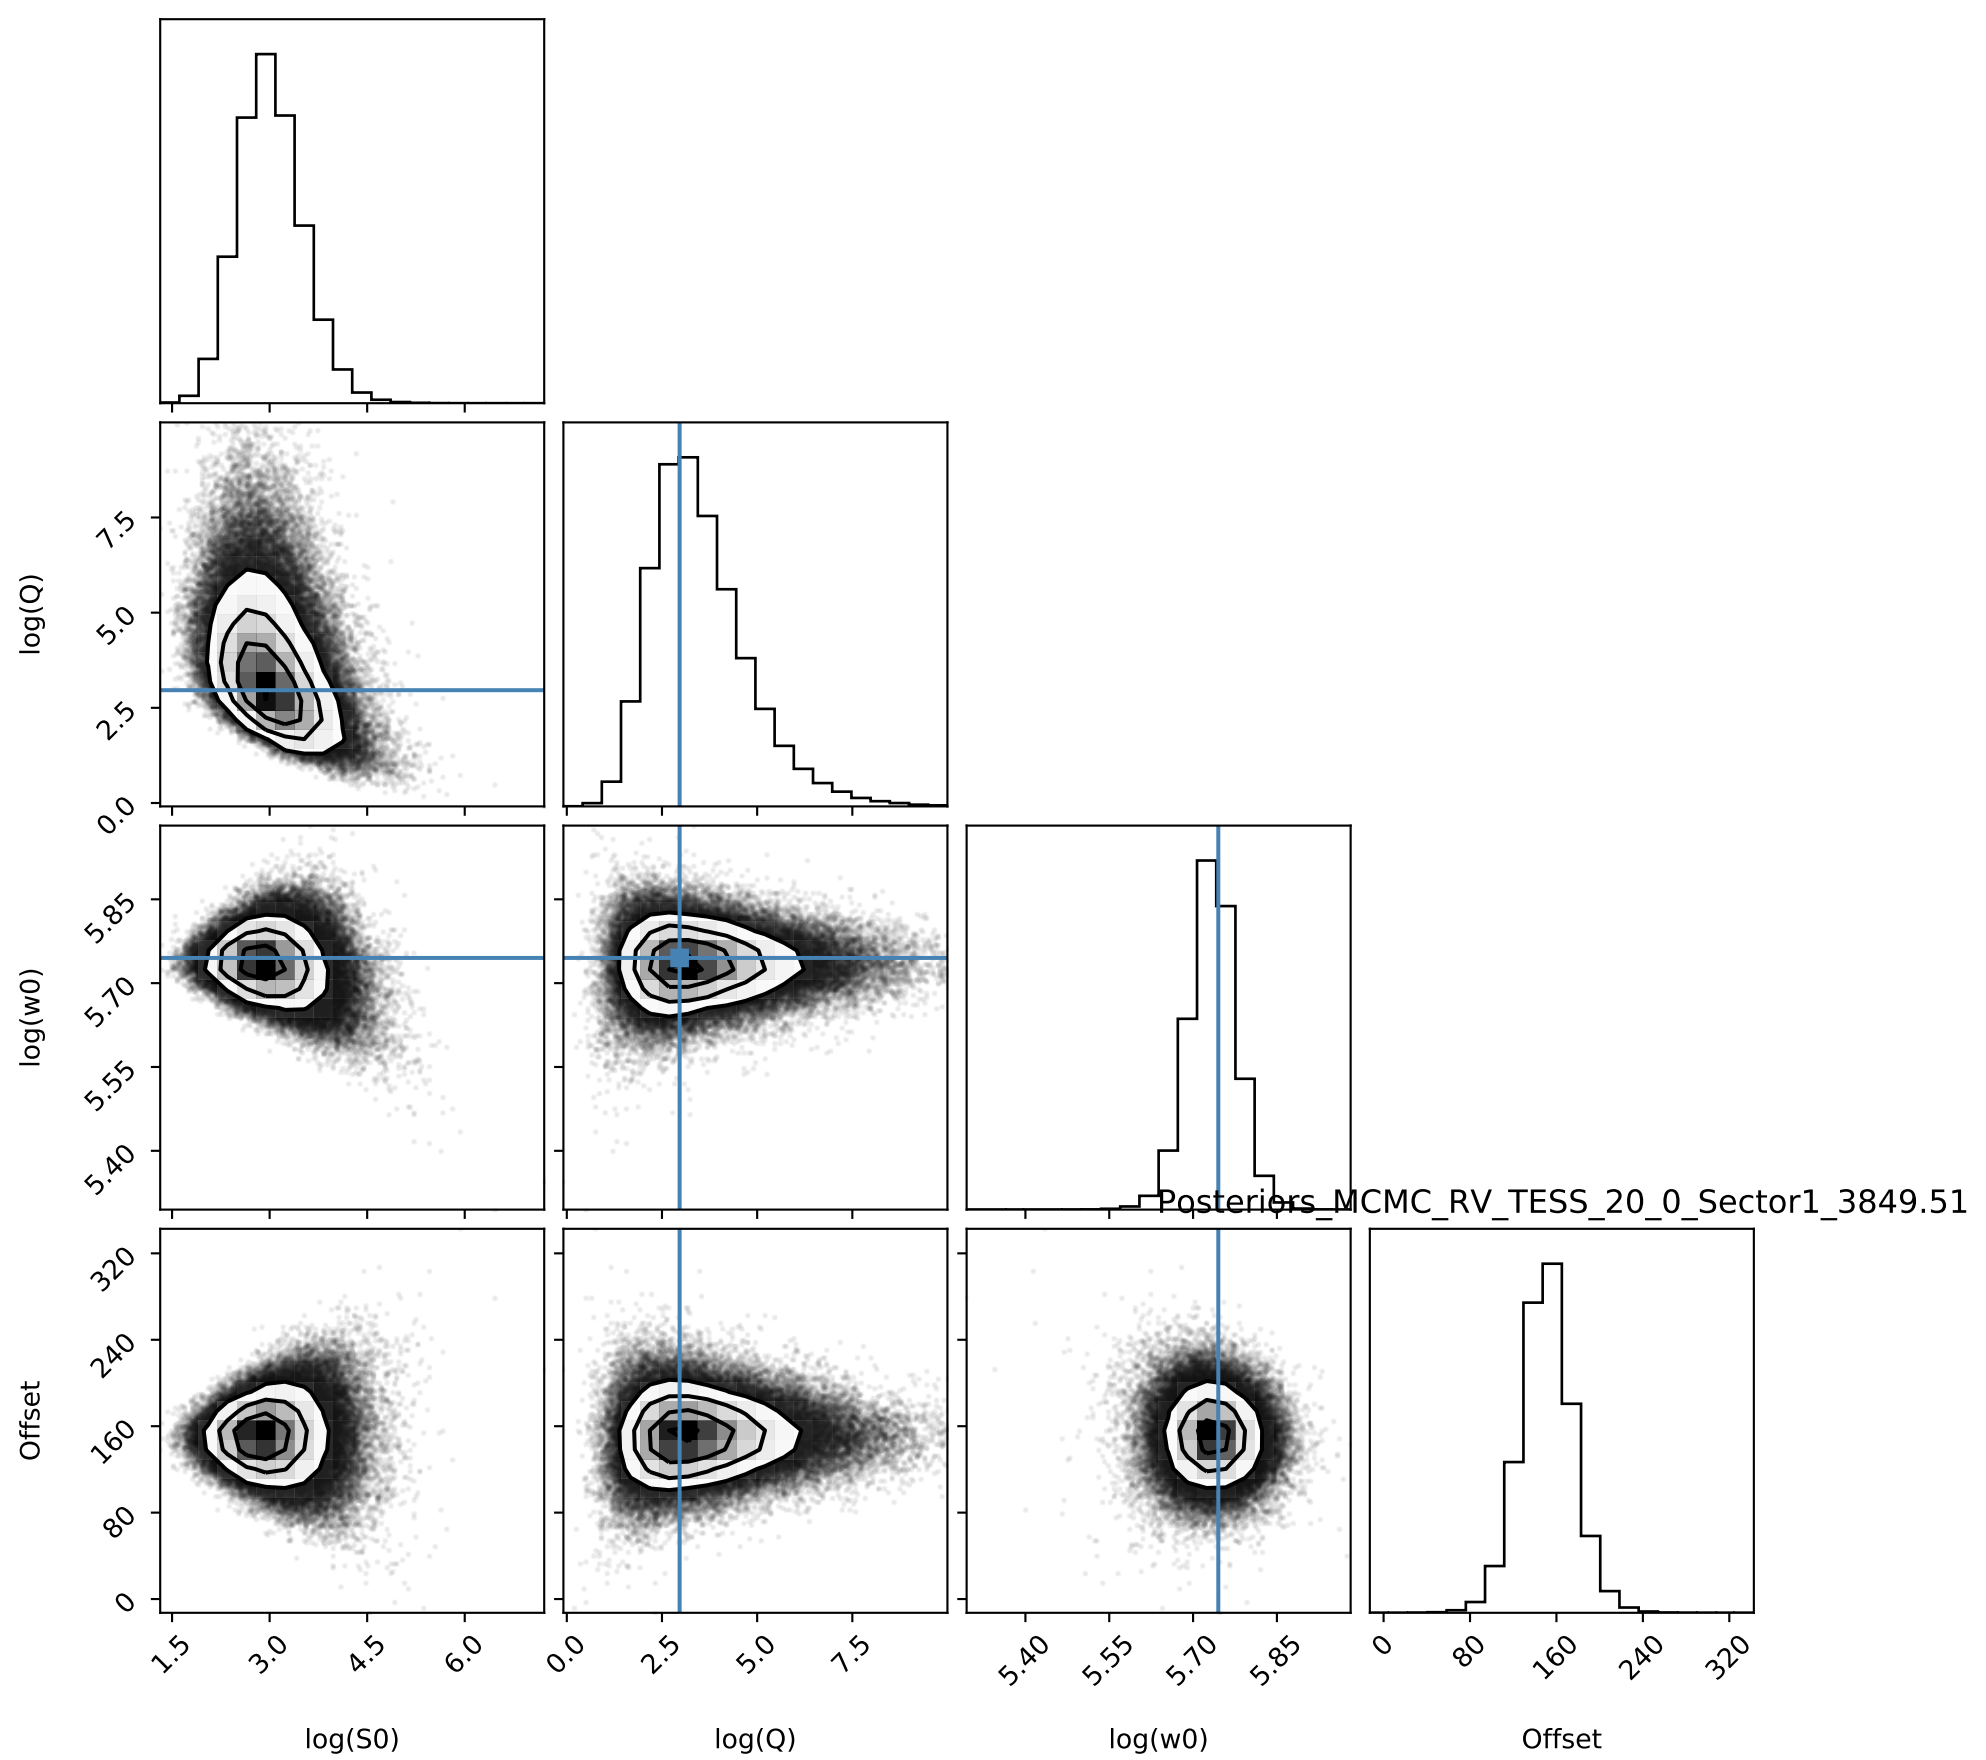 7.5
5.0
2.5
0.0
log(Q)
5.85
5.70
5.55
5.40
log(w0)
Posteriors_MCMC_RV_TESS_20_0_Sector1_3849.51
320
240
160
80
0
Offset
1.5 3.0 4.5 6.0 0.0 2.5 5.0 7.5 5.40 5.55 5.70 5.85 0 80 160 240 320
log(S0) log(Q) log(w0) Offset